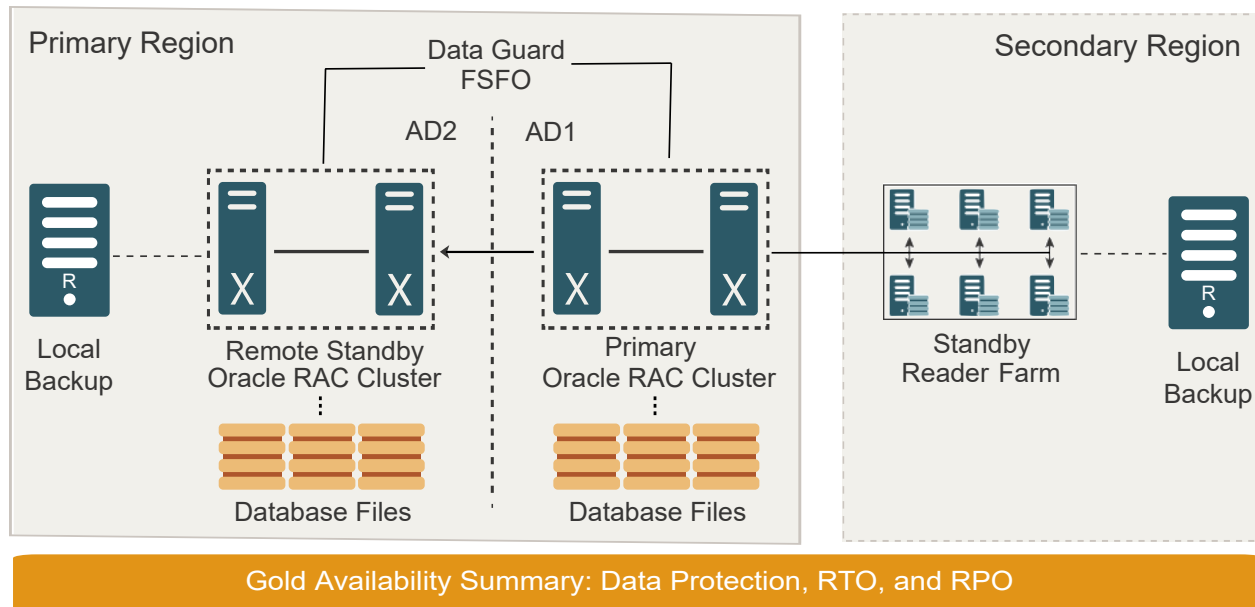 Primary Region
Secondary Region
Data Guard
FSFO
AD2
AD1
R
X
X
X
X
R
Local
Backup
Remote Standby
Oracle RAC Cluster
Primary
Oracle RAC Cluster
Standby
Reader Farm
Local
Backup
Database Files
Database Files
Gold Availability Summary: Data Protection, RTO, and RPO